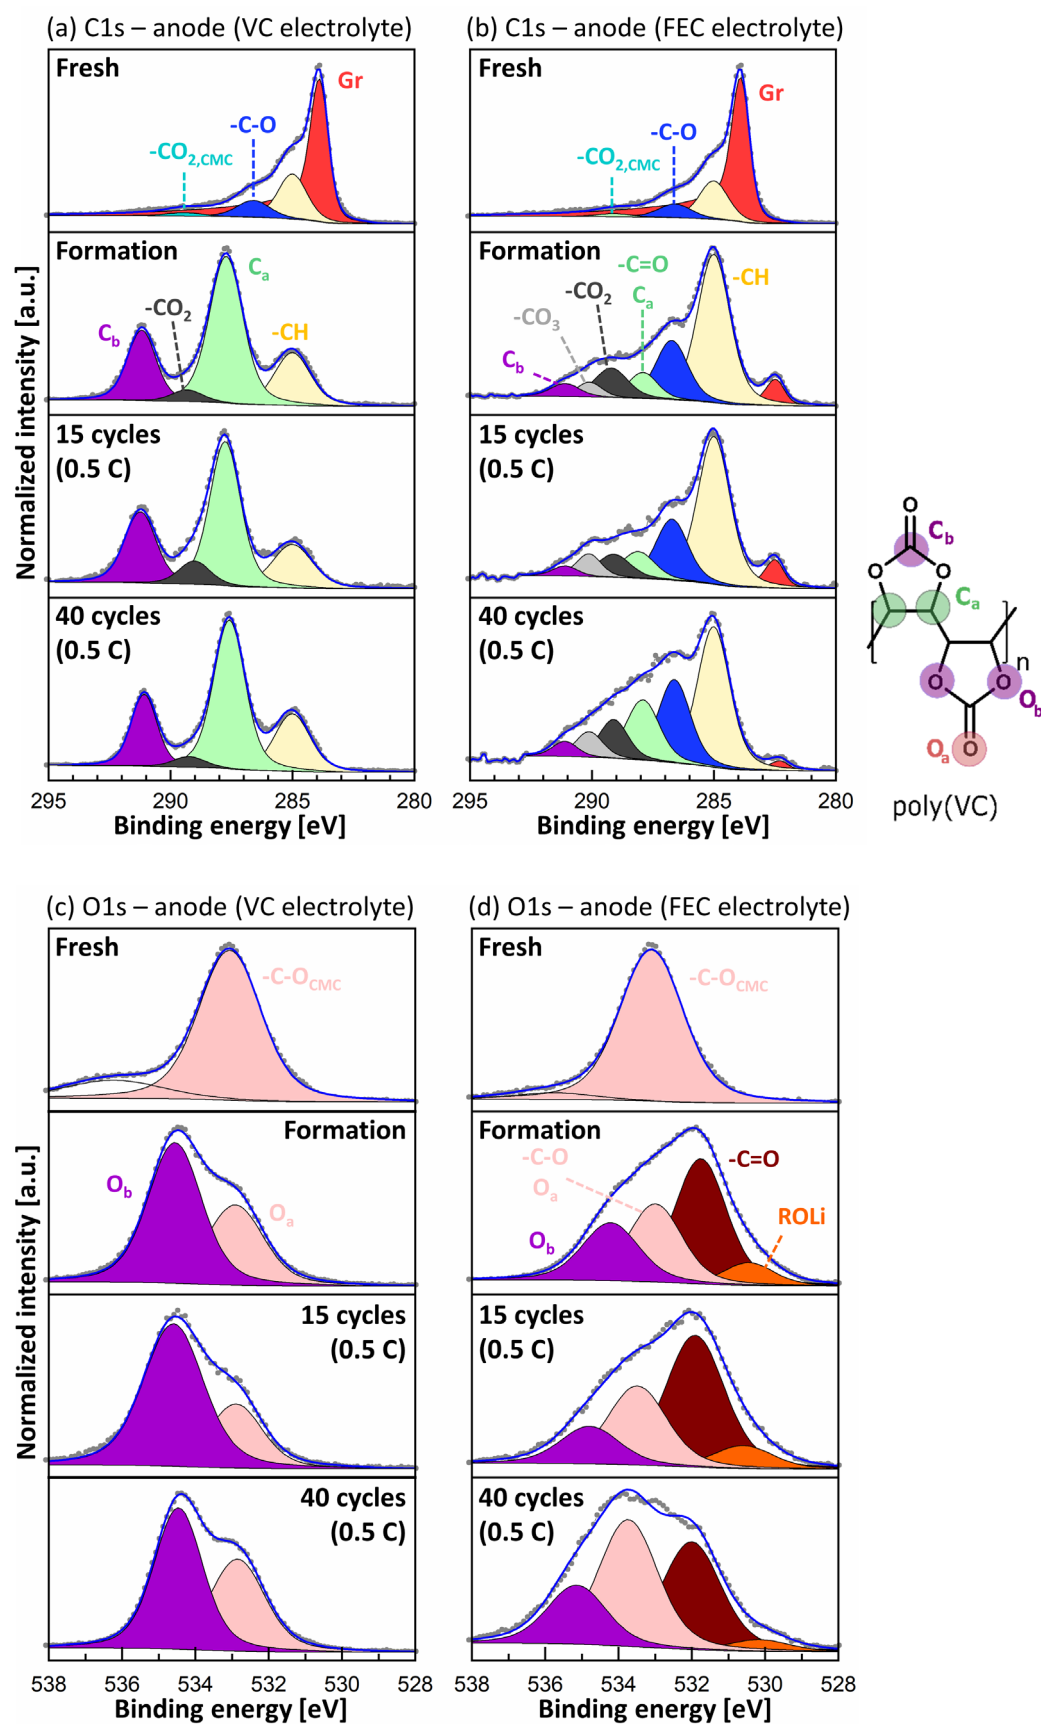 (a) C1s – anode (VC electrolyte)
(b) C1s – anode (FEC electrolyte)
Normalized intensity [a.u.]
Fresh
Gr
-C-O
-CO2,CMC
Fresh
Gr
-C-O
-CO2,CMC
Formation
Ca
-CO2
Cb
-CH
Formation
-C=O
-CO2
Ca
-CH
-CO3
Cb
15 cycles
(0.5 C)
15 cycles
(0.5 C)
40 cycles
(0.5 C)
40 cycles
(0.5 C)
295 290 285 280
295 290 285 280
Binding energy [eV]
Binding energy [eV]
O
Cb
O
O
Ca
n
O
O
Ob
Oa
O
poly(VC)
(c) O1s – anode (VC electrolyte)
(d) O1s – anode (FEC electrolyte)
Normalized intensity [a.u.]
Fresh
-C-OCMC
Fresh
-C-OCMC
Formation
Ob
Oa
Formation
-C-O
-C=O
Oa
ROLi
Ob
15 cycles
(0.5 C)
15 cycles
(0.5 C)
40 cycles
(0.5 C)
40 cycles
(0.5 C)
538 536 534 532 530 528
538 536 534 532 530 528
Binding energy [eV]
Binding energy [eV]